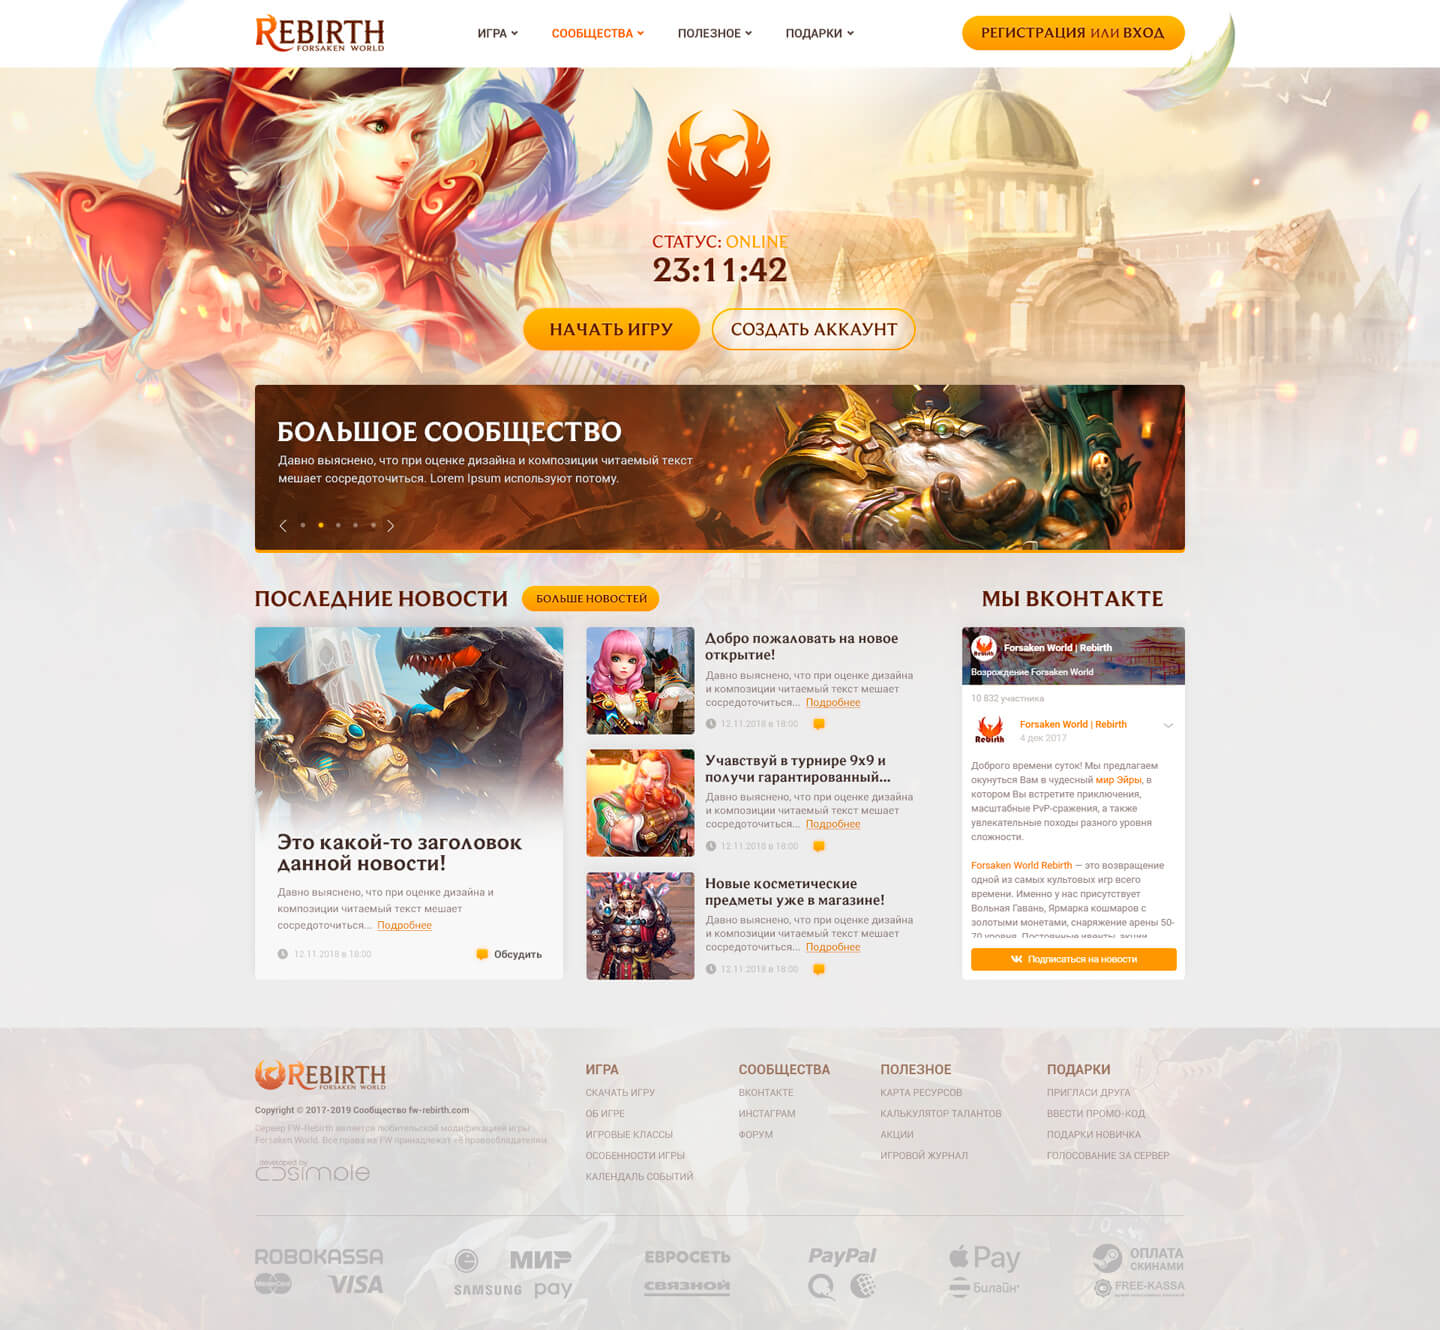 REBIRTH
FORSAKEN WORLD
ИГРА
СООБЩЕСТВА
ПОЛЕЗНОЕ
ПОДАРКИ
РЕГИСТРАЦИЯ ИЛИ ВХОД
СТАТУС: ONLINE
23:11:42
НАЧАТЬ ИГРУ
СОЗДАТЬ АККАУНТ
БОЛЬШОЕ СООБЩЕСТВО
Давно выяснено, что при оценке дизайна и композиции читаемый текст
мешает сосредоточиться. Lorem Ipsum используют потому.
ПОСЛЕДНИЕ НОВОСТИ
БОЛЬШЕ НОВОСТЕЙ
Это какой-то заголовок
данной новости!
Давно выяснено, что при оценке дизайна и
композиции читаемый текст мешает
сосредоточиться... Подробнее
12.11.2018 в 18:00
Обсудить
Добро пожаловать на новое
открытие!
Давно выяснено, что при оценке дизайна
и композиции читаемый текст мешает
сосредоточиться... Подробнее
12.11.2018 в 18:00
Учавствуй в турнире 9x9 и
получи гарантированный...
Давно выяснено, что при оценке дизайна
и композиции читаемый текст мешает
сосредоточиться... Подробнее
12.11.2018 в 18:00
Новые косметические
предметы уже в магазине!
Давно выяснено, что при оценке дизайна
и композиции читаемый текст мешает
сосредоточиться... Подробнее
12.11.2018 в 18:00
МЫ ВКОНТАКТЕ
Rebirth
Forsaken World | Rebirth
Возрождение Forsaken World
10 832 участника
Rebirth
Forsaken World | Rebirth
4 дек 2017
Доброго времени суток! Мы предлагаем
окунуться Вам в чудесный мир Эйры, в
котором Вы встретите приключения,
масштабные PvP-сражения, а также
увлекательные походы разного уровня
сложности.
Forsaken World Rebirth — это возвращение
одной из самых культовых игр всего
времени. Именно у нас присутствует
Вольная Гавань, Ярмарка кошмаров с
золотыми монетами, снаряжение арены 50-
70 уровня. Постоянные ивенты, акции
Подписаться на новости
REBIRTH
FORSAKEN WORLD
Copyright © 2017-2019 Сообщество fw-rebirth.com
Сервер FW-Rebirth является любительской модификацией игры
Forsaken World. Все права на FW принадлежат её правообладателям.
developed by
simple
ИГРА
СКАЧАТЬ ИГРУ
ОБ ИГРЕ
ИГРОВЫЕ КЛАССЫ
ОСОБЕННОСТИ ИГРЫ
КАЛЕНДАЛЬ СОБЫТИЙ
СООБЩЕСТВА
ВКОНТАКТЕ
ИНСТАГРАМ
ФОРУМ
ПОЛЕЗНОЕ
КАРТА РЕСУРСОВ
КАЛЬКУЛЯТОР ТАЛАНТОВ
АКЦИИ
ИГРОВОЙ ЖУРНАЛ
ПОДАРКИ
ПРИГЛАСИ ДРУГА
ВВЕСТИ ПРОМО-КОД
ПОДАРКИ НОВИЧКА
ГОЛОСОВАНИЕ ЗА СЕРВЕР
ROBOKASSA
MasterCard
VISA
МИР
SAMSUNG pay
ЕВРОСЕТЬ
СВЯЗНОЙ
PayPal
Pay
Билайн
ОПЛАТА
СКИНАМИ
FREE-KASSA